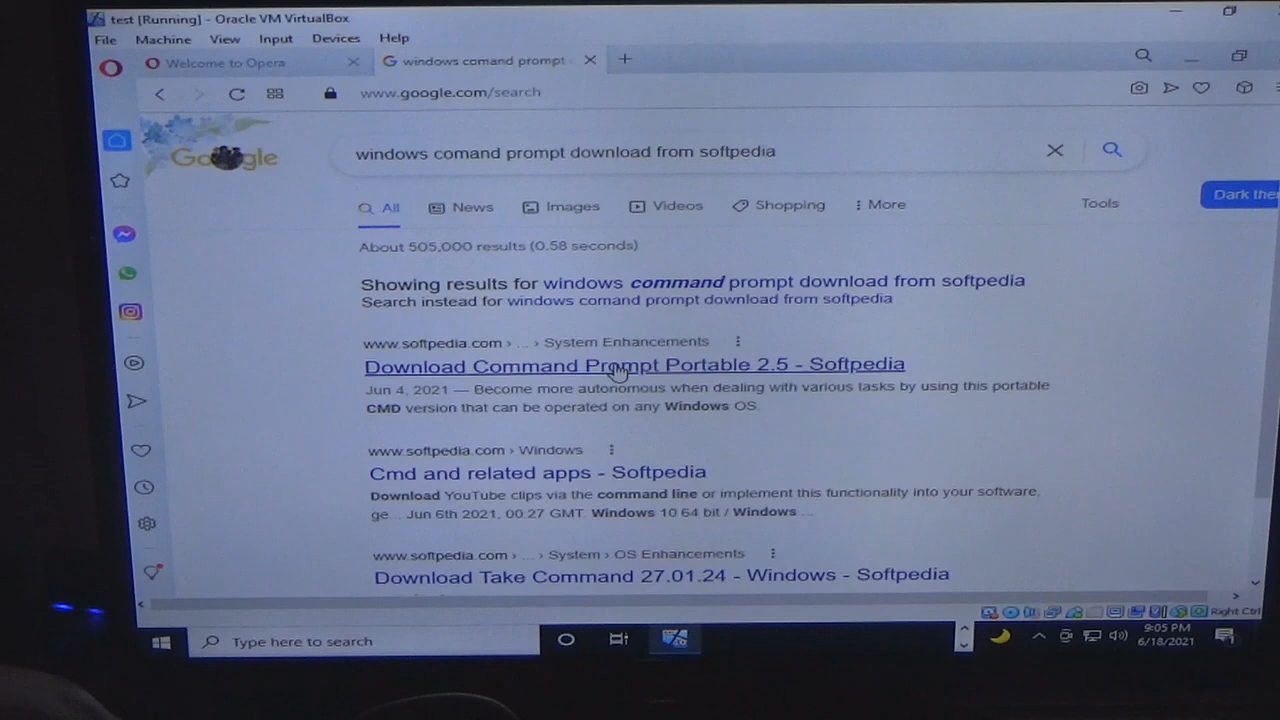 test [Running] - Oracle VM VirtualBox
File Machine View Input Devices Help
Welcome to Opera
windows comand prompt
www.google.com/search
Google
windows comand prompt download from softpedia
All News Images Videos Shopping More Tools
Dark the
About 505,000 results (0.58 seconds)
Showing results for windows command prompt download from softpedia
Search instead for windows comand prompt download from softpedia
www.softpedia.com › ... › System Enhancements
Download Command Prompt Portable 2.5 - Softpedia
Jun 4, 2021 — Become more autonomous when dealing with various tasks by using this portable
CMD version that can be operated on any Windows OS.
www.softpedia.com › Windows
Cmd and related apps - Softpedia
Download YouTube clips via the command line or implement this functionality into your software,
ge... Jun 6th 2021, 00:27 GMT. Windows 10 64 bit / Windows ...
www.softpedia.com › ... › System › OS Enhancements
Download Take Command 27.01.24 - Windows - Softpedia
Right Ctrl
Type here to search
9:05 PM
6/18/2021